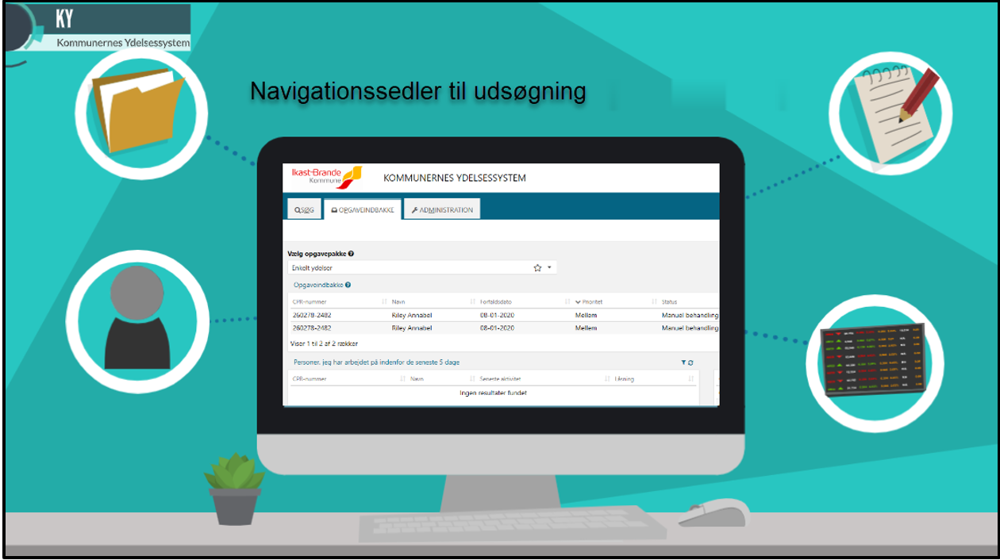 KY
Kommunernes Ydelsessystem
Navigationssedler til udsøgning
Ikast-Brande
Kommune
KOMMUNERNES YDELSESSYSTEM
SØG OPGAVEINDBAKKE ADMINISTRATION
Vælg opgavepakke
Enkelt ydelser
Opgaveindbakke
CPR-nummer Navn Forfaldsdato Prioritet Status
260278-2482 Riley Annabel 08-01-2020 Mellem Manuel behandling
260278-2482 Riley Annabel 08-01-2020 Mellem Manuel behandling
Viser 1 til 2 af 2 rækker
Personer, jeg har arbejdet på indenfor de seneste 5 dage
CPR-nummer Navn Seneste aktivitet Låsning
Ingen resultater fundet